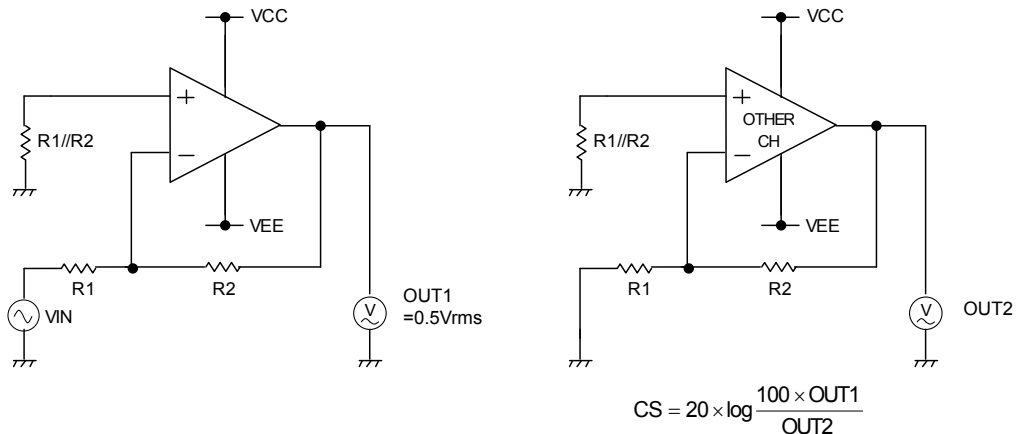 VCC
R1//R2
VEE
R1
R2
VIN
OUT1
=0.5Vrms
VCC
OTHER
CH
R1//R2
VEE
R1
R2
OUT2
V
V
CS = 20 × log 100 × OUT1 / OUT2